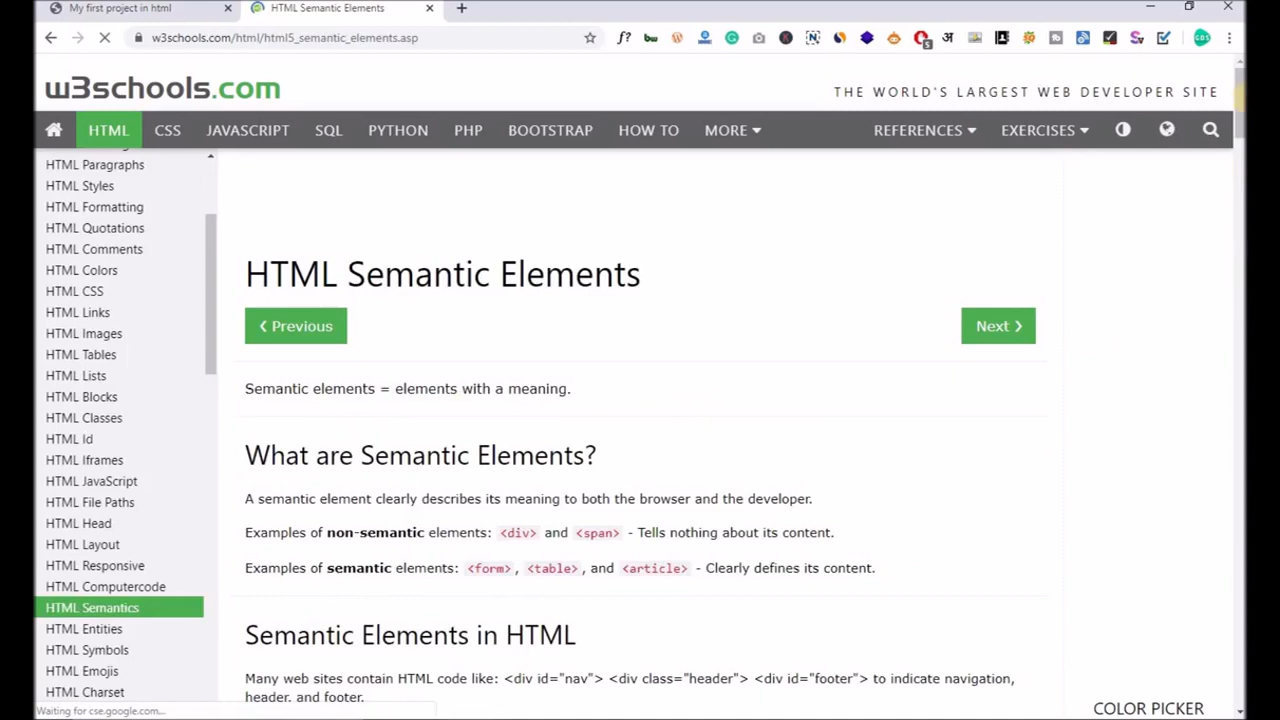 My first project in html
HTML Semantic Elements
w3schools.com/html/html5_semantic_elements.asp
w3schools.com
THE WORLD'S LARGEST WEB DEVELOPER SITE
HTML CSS JAVASCRIPT SQL PYTHON PHP BOOTSTRAP HOW TO MORE REFERENCES EXERCISES
HTML Paragraphs
HTML Styles
HTML Formatting
HTML Quotations
HTML Comments
HTML Colors
HTML CSS
HTML Links
HTML Images
HTML Tables
HTML Lists
HTML Blocks
HTML Classes
HTML Id
HTML Iframes
HTML JavaScript
HTML File Paths
HTML Head
HTML Layout
HTML Responsive
HTML Computercode
HTML Semantics
HTML Entities
HTML Symbols
HTML Emojis
HTML Charset
HTML Semantic Elements
❮ Previous
Next ❯
Semantic elements = elements with a meaning.
What are Semantic Elements?
A semantic element clearly describes its meaning to both the browser and the developer.
Examples of non-semantic elements: <div> and <span> - Tells nothing about its content.
Examples of semantic elements: <form>, <table>, and <article> - Clearly defines its content.
Semantic Elements in HTML
Many web sites contain HTML code like: <div id="nav"> <div class="header"> <div id="footer"> to indicate navigation,
header, and footer.
COLOR PICKER
Waiting for cse.google.com...